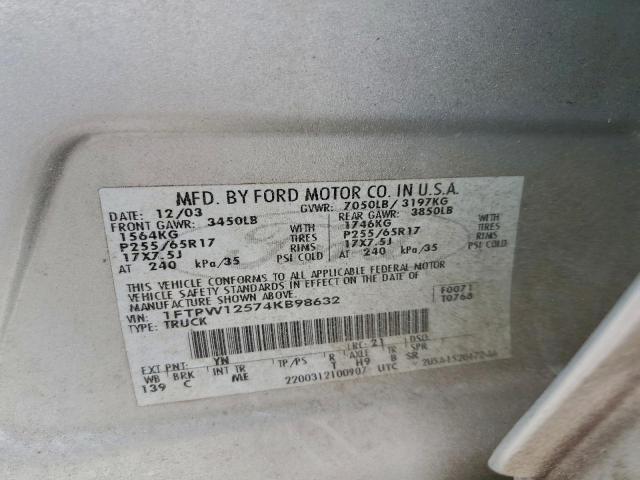 MFD. BY FORD MOTOR CO. IN U.S.A.
DATE: 12/03 GVWR: 7050LB/ 3197KG
FRONT GAWR: 3450LB REAR GAWR: 3850LB
1564KG WITH 1746KG WITH
P255/65R17 TIRES P255/65R17 TIRES
17X7.5J RIMS 17X7.5J RIMS
AT 240 kPa/35 PSI COLD AT 240 kPa/35 PSI COLD
THIS VEHICLE CONFORMS TO ALL APPLICABLE FEDERAL MOTOR
VEHICLE SAFETY STANDARDS IN EFFECT ON THE DATE OF
MANUFACTURE SHOWN ABOVE.
VIN: 1FTPW12574KB98632 F0071
TYPE: TRUCK T0768
EXT PNT: YN RC: 21 DSO:
WB BRK INT TR TP/PS R AXLE TR SPR
139 C ME T H9 B SR
2200312100907 UTC